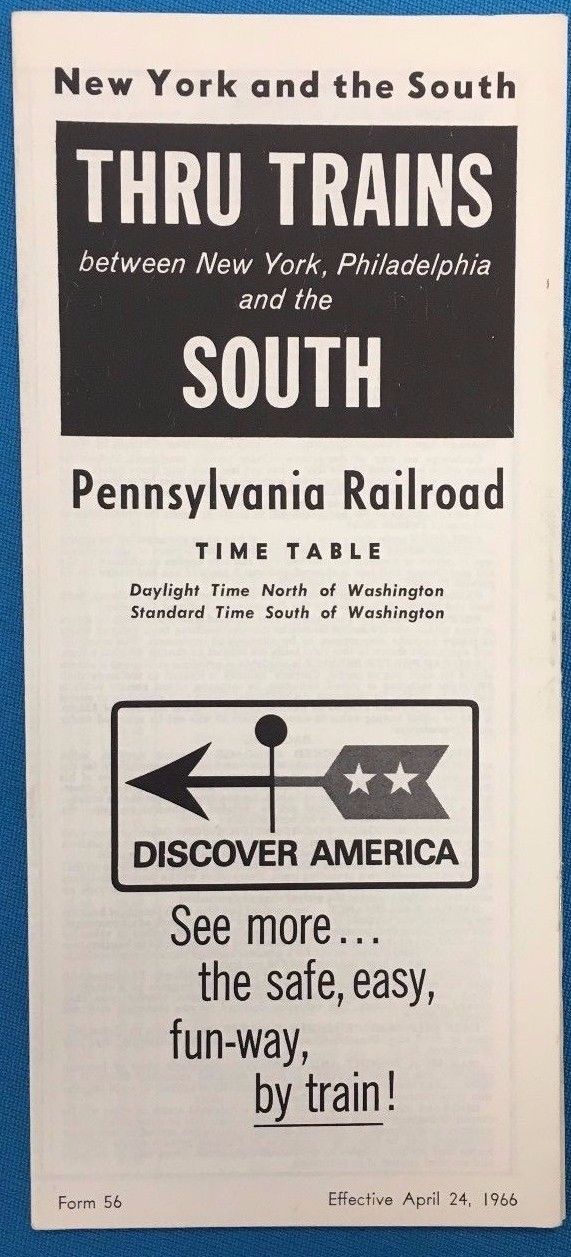 New York and the South
THRU TRAINS
between New York, Philadelphia
and the
SOUTH
Pennsylvania Railroad
TIME TABLE
Daylight Time North of Washington
Standard Time South of Washington
DISCOVER AMERICA
See more...
the safe, easy,
fun-way,
by train!
Form 56
Effective April 24, 1966